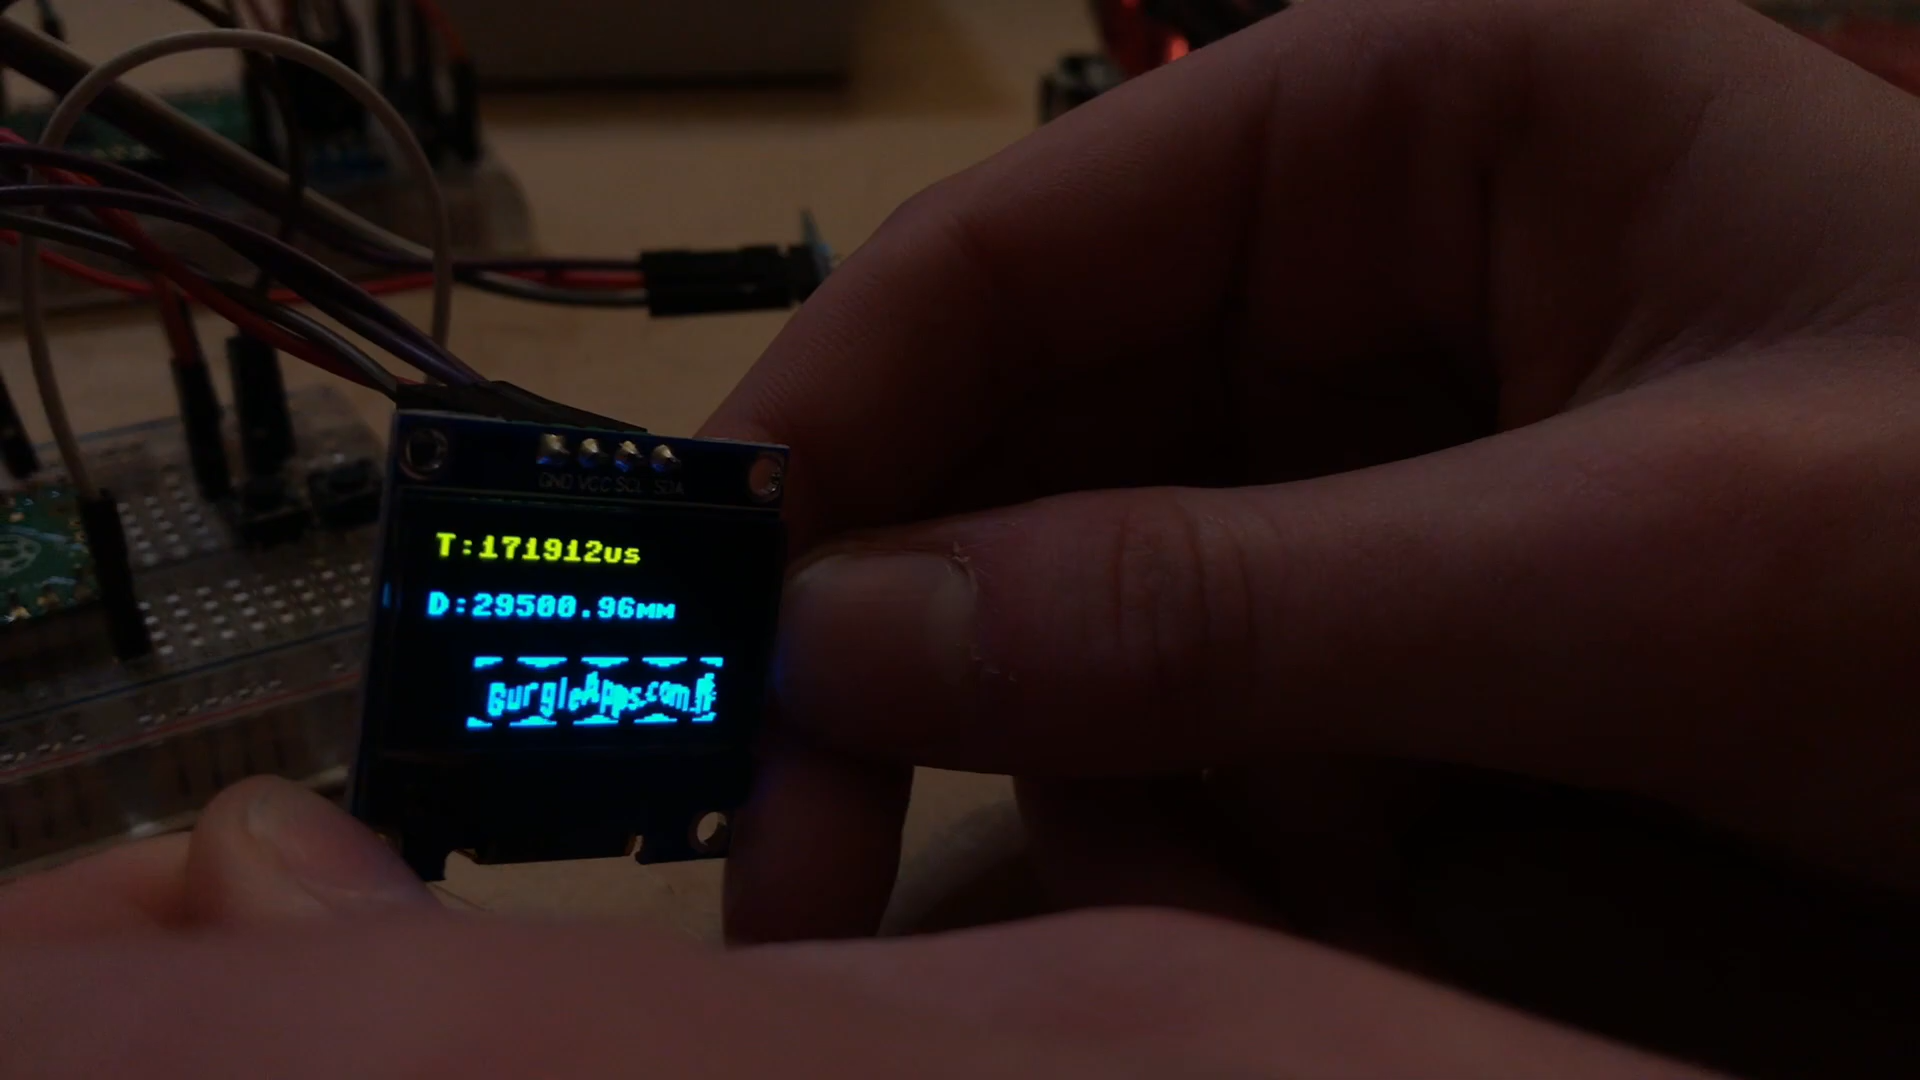 GND VCC SCL SDA
T:171912us
D:29500.96mm
GurgleApps.com